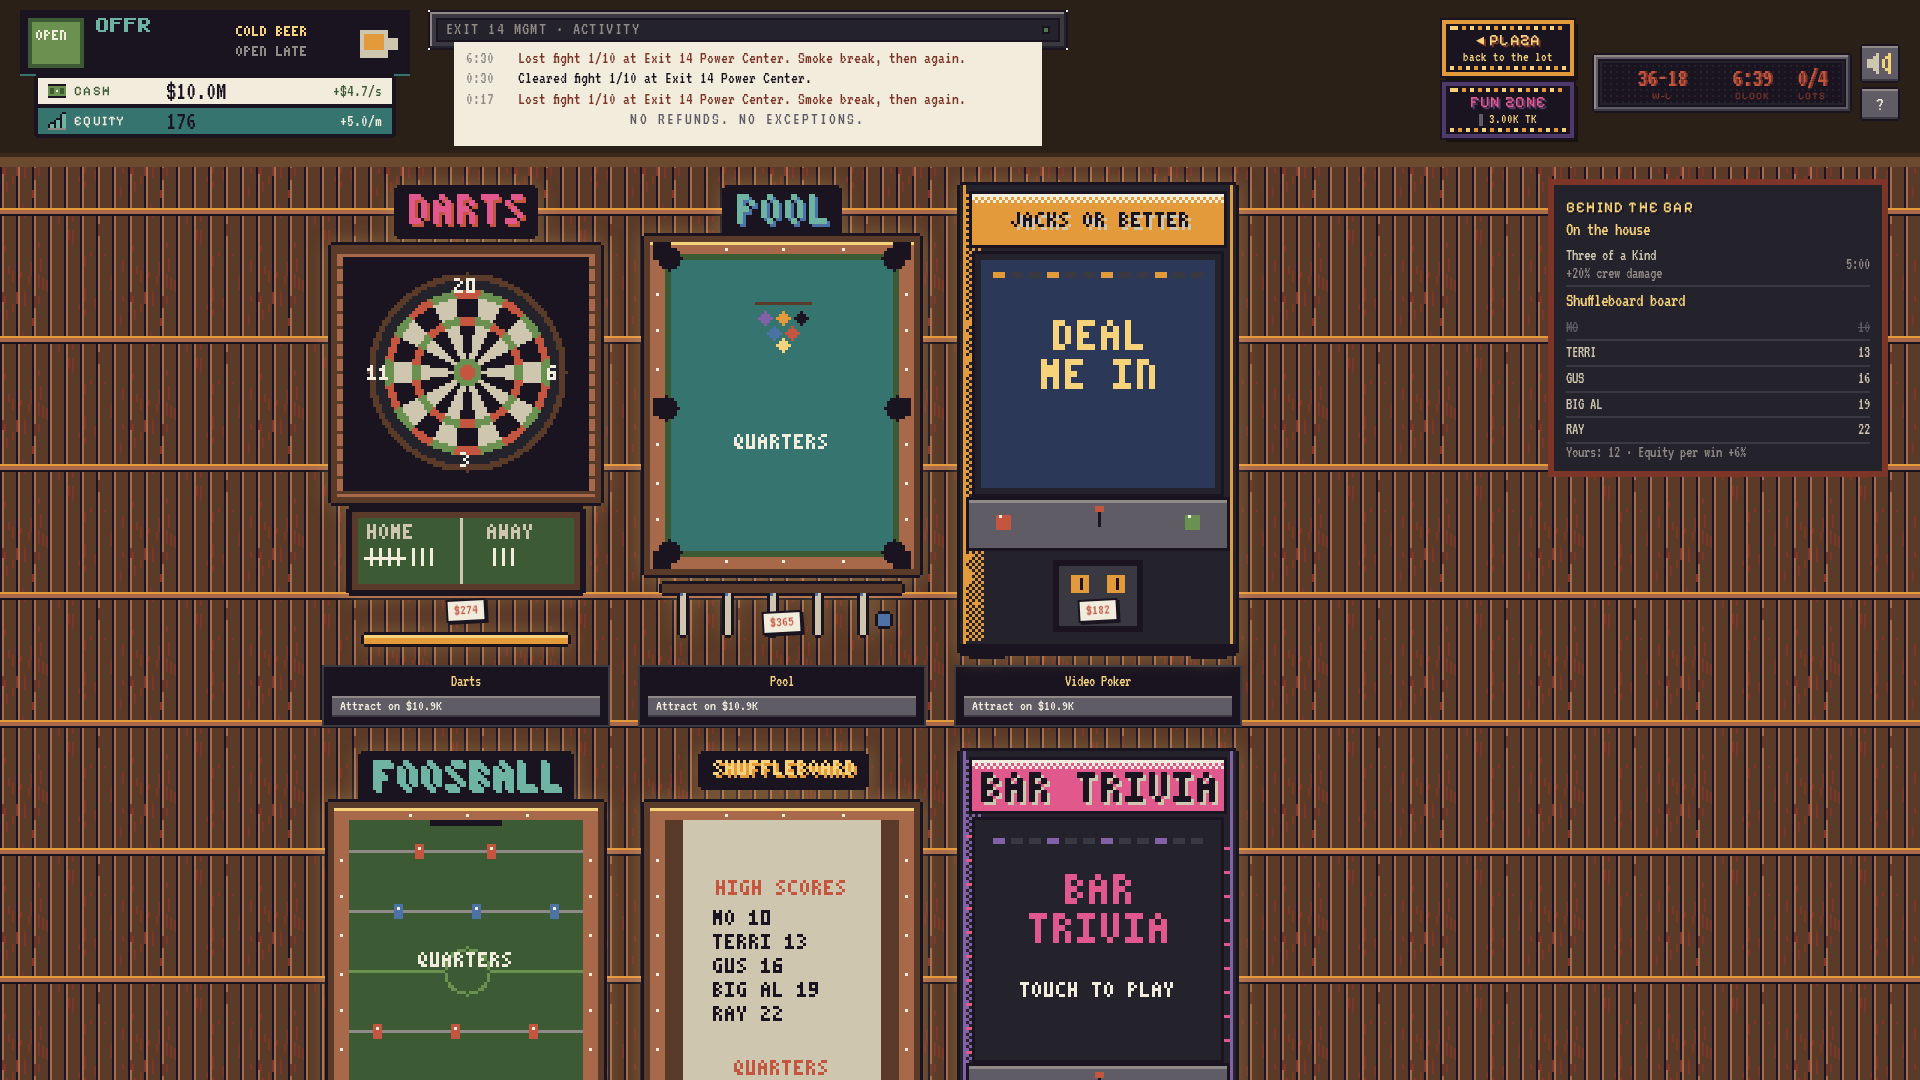 OPEN
OFFR
COLD BEER
OPEN LATE
CASH $10.0M +$4.7/s
EQUITY 176 +5.0/m
EXIT 14 MGMT · ACTIVITY
6:30 Lost fight 1/10 at Exit 14 Power Center. Smoke break, then again.
0:30 Cleared fight 1/10 at Exit 14 Power Center.
0:17 Lost fight 1/10 at Exit 14 Power Center. Smoke break, then again.
NO REFUNDS. NO EXCEPTIONS.
◄PLAZA
back to the lot
FUN ZONE
3.00K TK
36-18 6:39 0/4
W-L CLOCK LOTS
?
DARTS
20
11 6
3
HOME AWAY
$274
Darts
Attract on $10.9K
POOL
QUARTERS
$365
Pool
Attract on $10.9K
JACKS OR BETTER
DEAL
ME IN
$182
Video Poker
Attract on $10.9K
BEHIND THE BAR
On the house
Three of a Kind 5:00
+20% crew damage
Shuffleboard board
MO 10
TERRI 13
GUS 16
BIG AL 19
RAY 22
Yours: 12 · Equity per win +6%
FOOSBALL
QUARTERS
SHUFFLEBOARD
HIGH SCORES
MO 10
TERRI 13
GUS 16
BIG AL 19
RAY 22
QUARTERS
BAR TRIVIA
BAR
TRIVIA
TOUCH TO PLAY